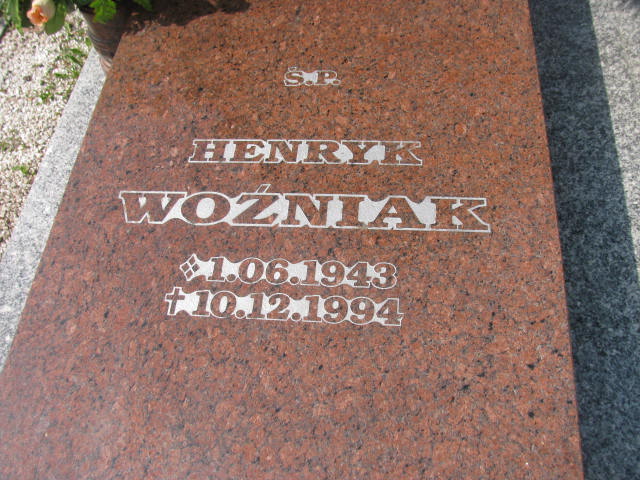 Ś.P.
HENRYK
WOŹNIAK
❖1.06.1943
✝10.12.1994